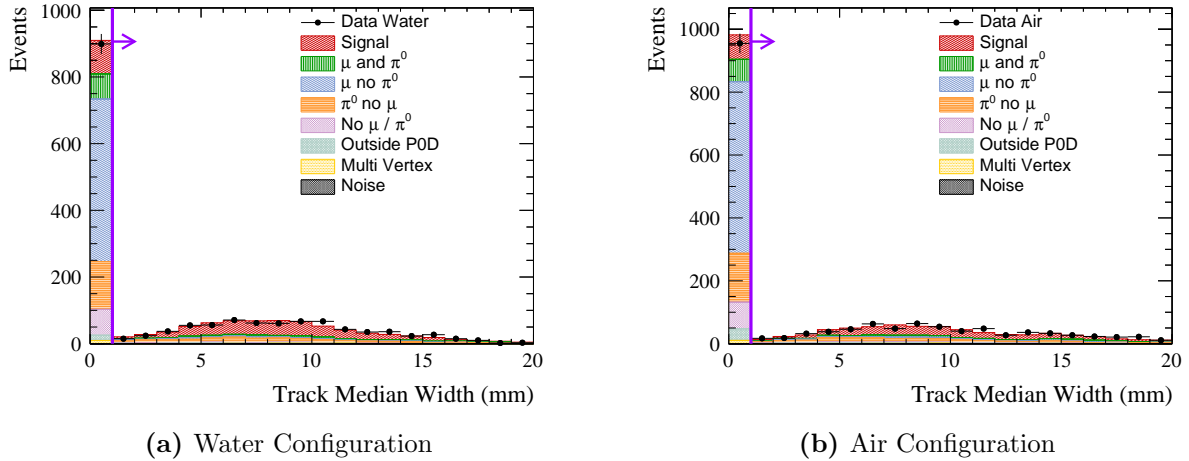 Events
1000
800
600
400
200
0
0
5
10
15
20
Track Median Width (mm)
Data Water
Signal
μ and π⁰
μ no π⁰
π⁰ no μ
No μ / π⁰
Outside P0D
Multi Vertex
Noise
(a) Water Configuration
Events
1000
800
600
400
200
0
0
5
10
15
20
Track Median Width (mm)
Data Air
Signal
μ and π⁰
μ no π⁰
π⁰ no μ
No μ / π⁰
Outside P0D
Multi Vertex
Noise
(b) Air Configuration